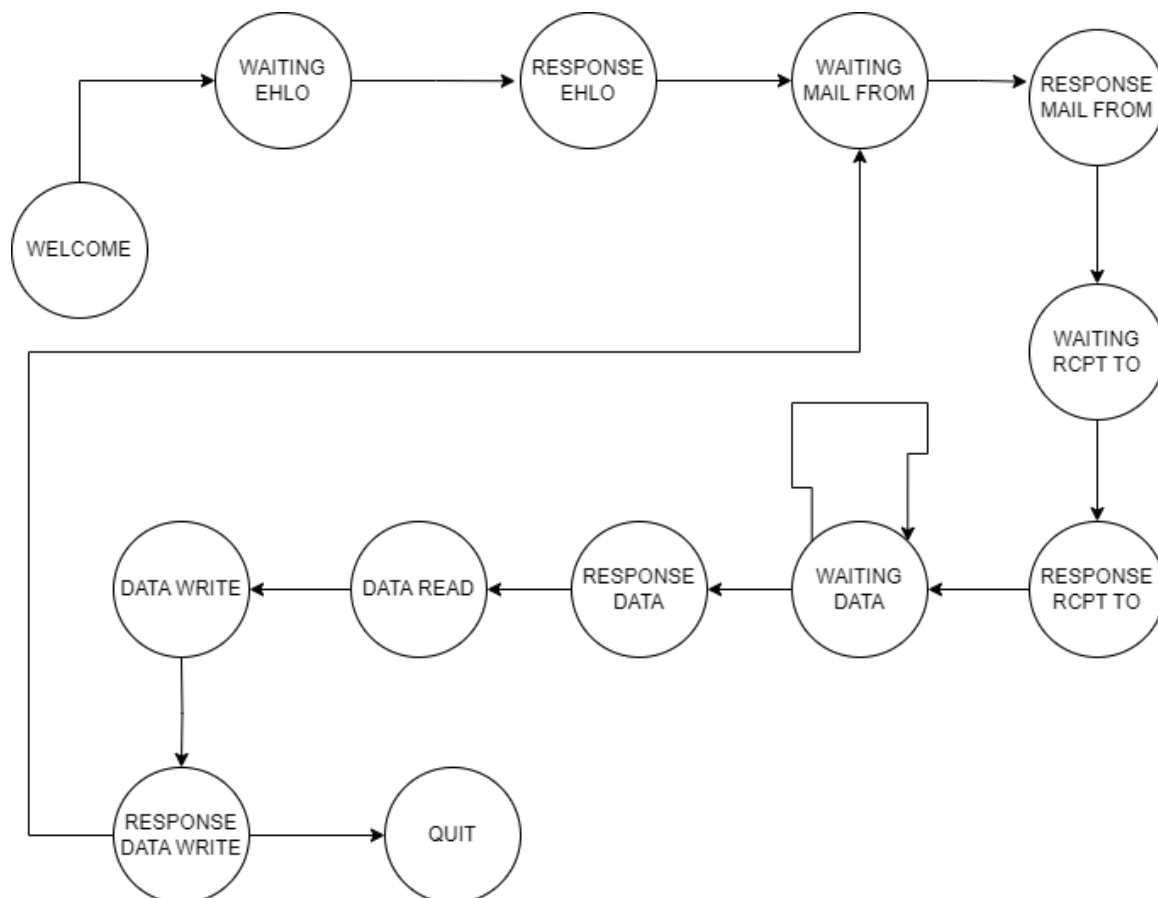 WAITING
EHLO
RESPONSE
EHLO
WAITING
MAIL FROM
RESPONSE
MAIL FROM
WELCOME
WAITING
RCPT TO
DATA WRITE
DATA READ
RESPONSE
DATA
WAITING
DATA
RESPONSE
RCPT TO
RESPONSE
DATA WRITE
QUIT